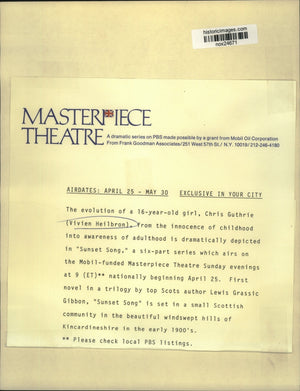 historicimages.com
nox24671
MASTERPIECE
THEATRE
A dramatic series on PBS made possible by a grant from Mobil Oil Corporation
From Frank Goodman Associates/251 West 57th St./ N.Y. 10019/212-246-4180
AIRDATES: APRIL 25 - MAY 30 EXCLUSIVE IN YOUR CITY
The evolution of a 16-year-old girl, Chris Guthrie
(Vivien Heilbron), from the innocence of childhood
into awareness of adulthood is dramatically depicted
in "Sunset Song," a six-part series which airs on
the Mobil-funded Masterpiece Theatre Sunday evenings
at 9 (ET)** nationally beginning April 25. First
novel in a trilogy by top Scots author Lewis Grassic
Gibbon, "Sunset Song" is set in a small Scottish
community in the beautiful windswept hills of
Kincardineshire in the early 1900's.
** Please check local PBS listings.